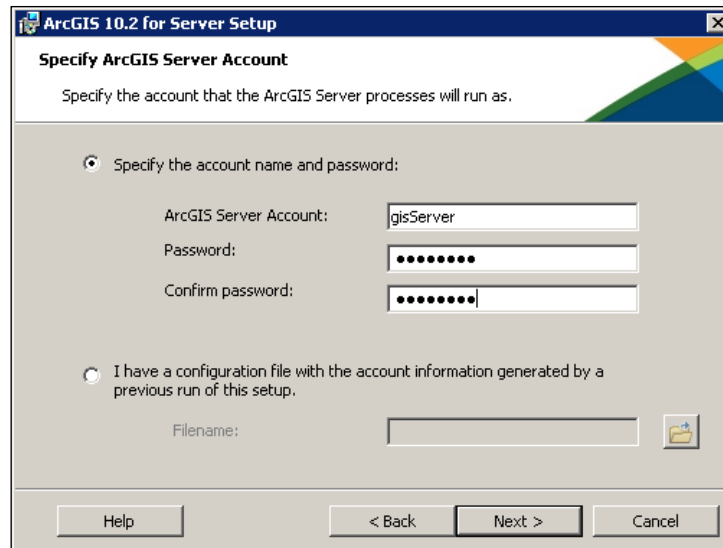 ArcGIS 10.2 for Server Setup
Specify ArcGIS Server Account
Specify the account that the ArcGIS Server processes will run as.
Specify the account name and password:
ArcGIS Server Account:
gisServer
Password:
●●●●●●●●
Confirm password:
●●●●●●●●
I have a configuration file with the account information generated by a
previous run of this setup.
Filename:
Help
< Back
Next >
Cancel